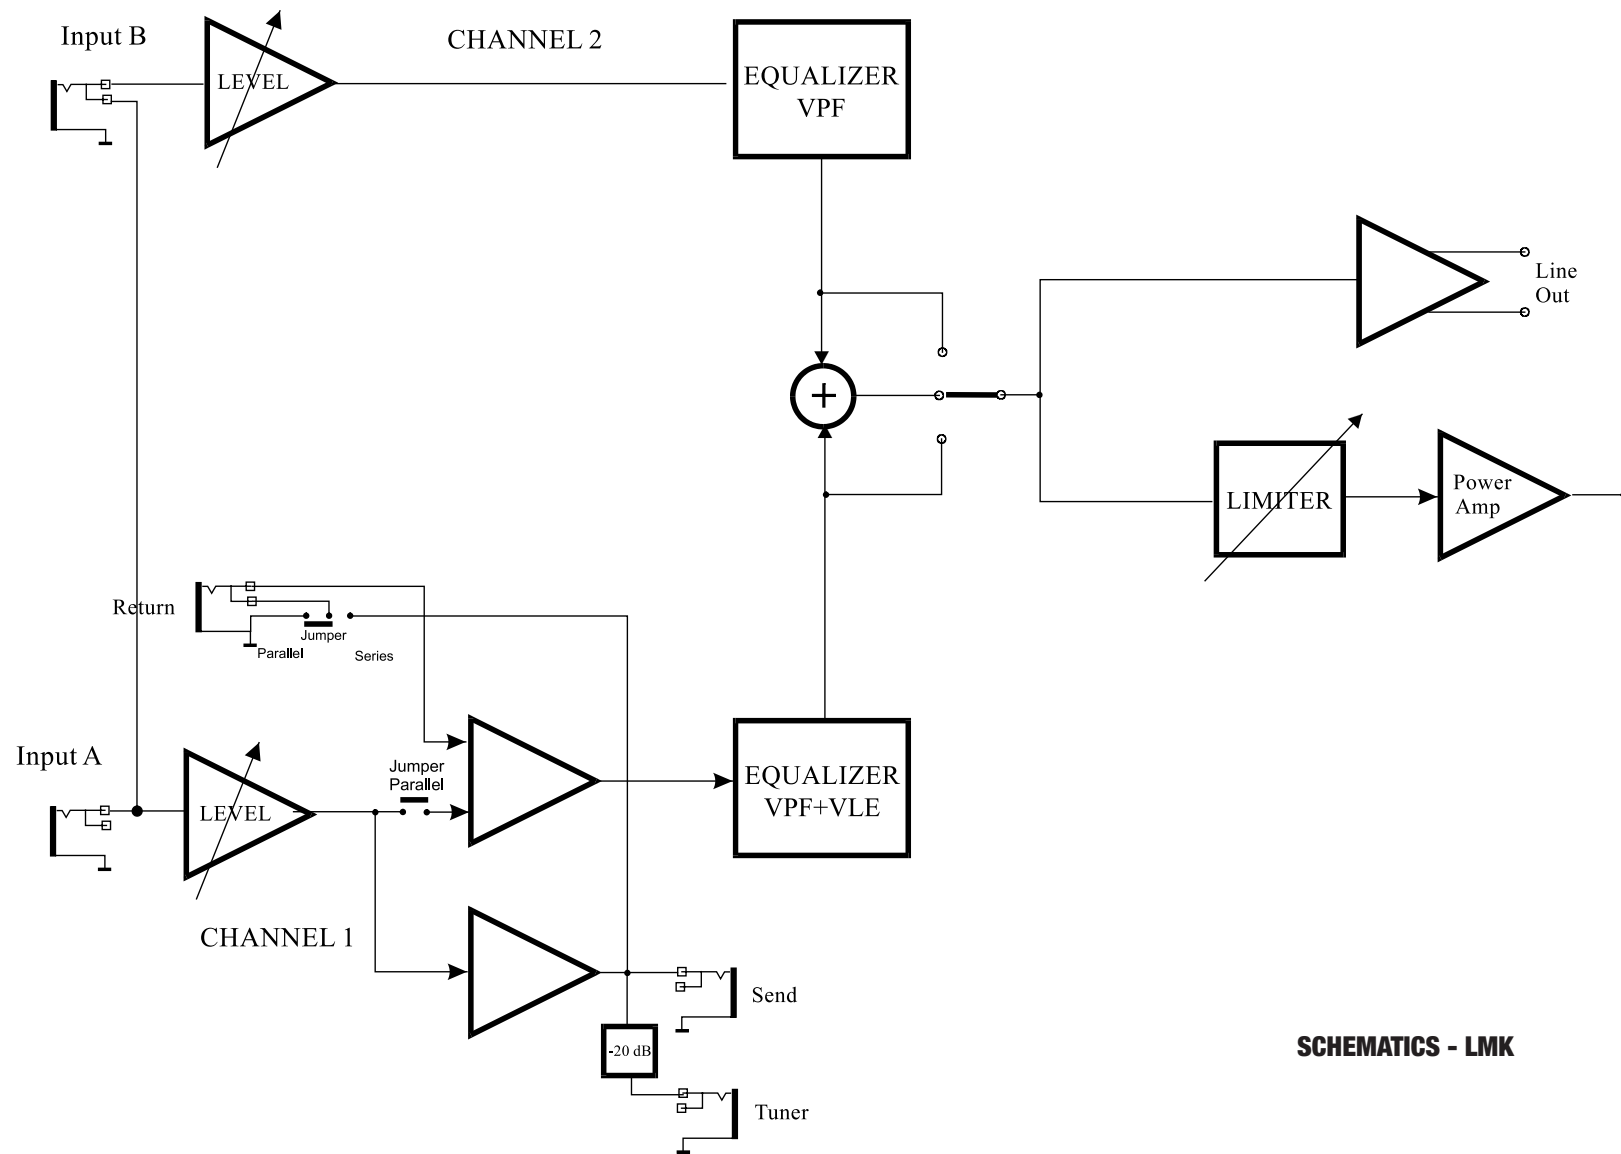 Input B
CHANNEL 2
LEVEL
EQUALIZER
VPF
Line
Out
+
Power
Amp
LIMITER
Return
Jumper
Parallel
Series
Input A
Jumper
Parallel
LEVEL
EQUALIZER
VPF+VLE
CHANNEL 1
Send
-20 dB
Tuner
SCHEMATICS - LMK